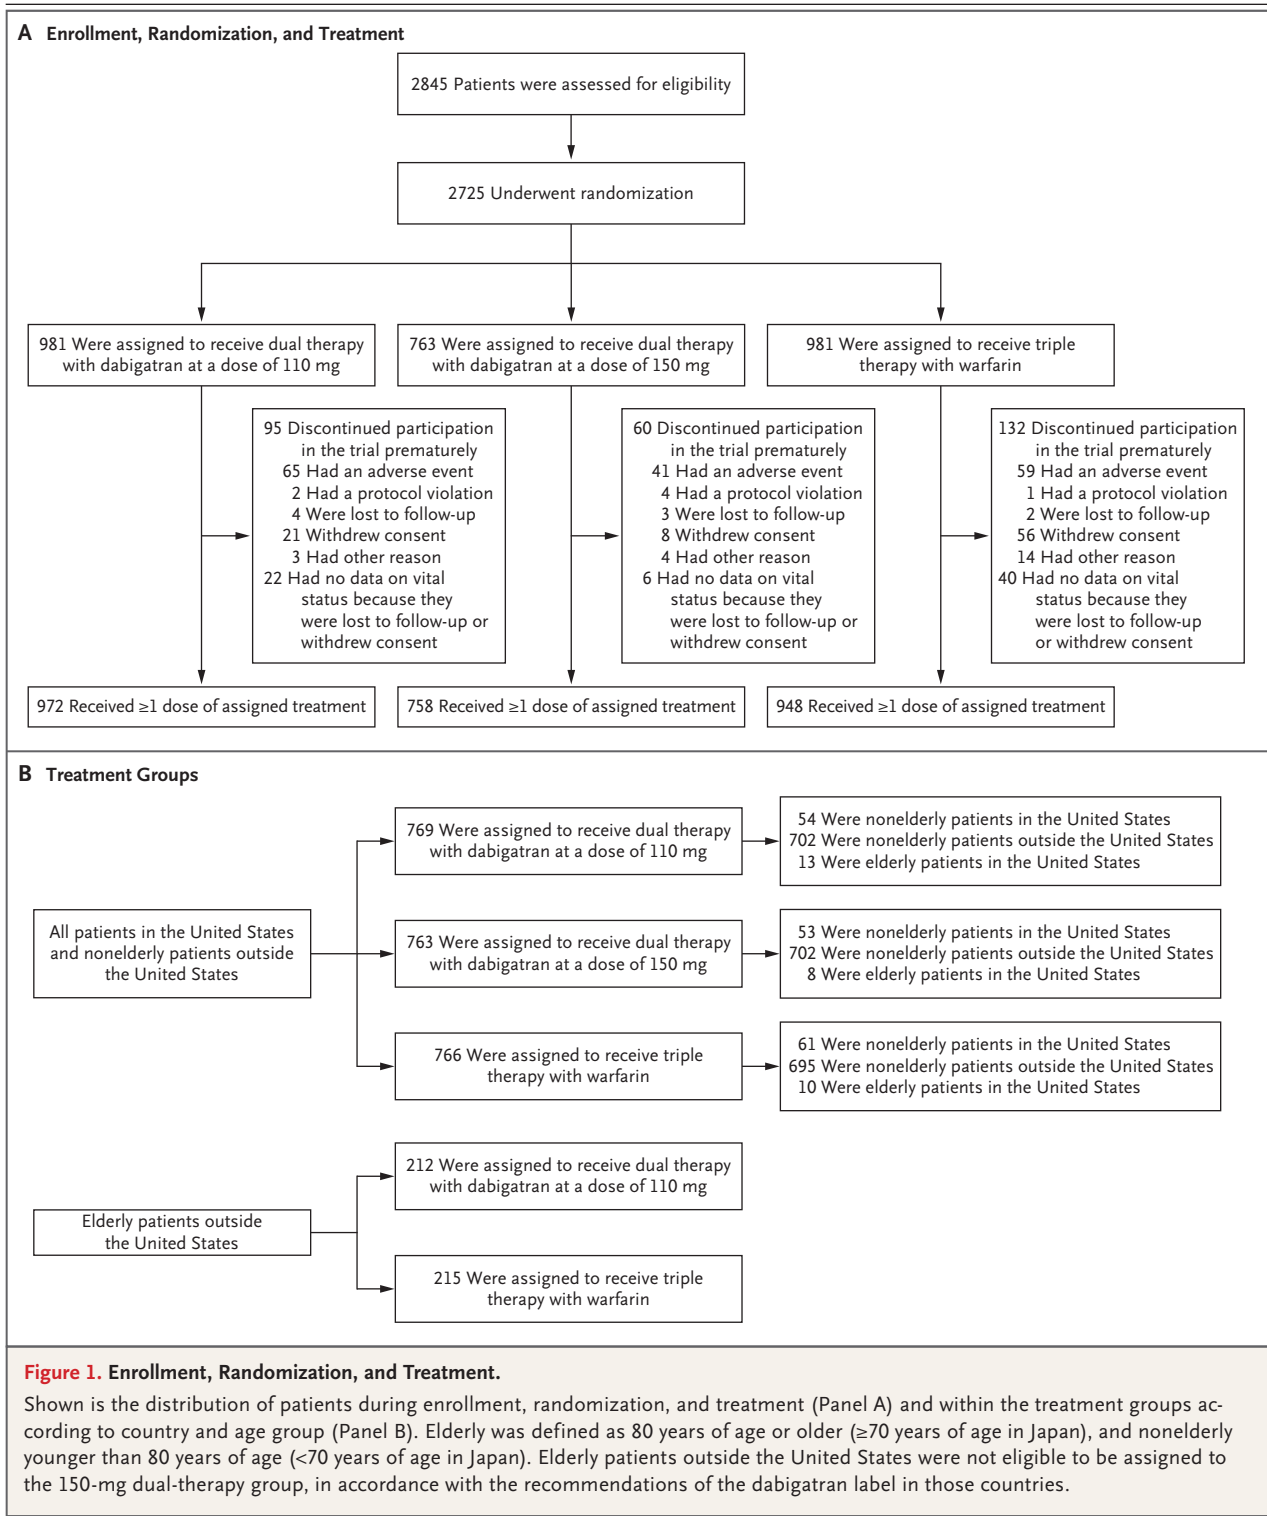 A Enrollment, Randomization, and Treatment
2845 Patients were assessed for eligibility
2725 Underwent randomization
981 Were assigned to receive dual therapy
with dabigatran at a dose of 110 mg
763 Were assigned to receive dual therapy
with dabigatran at a dose of 150 mg
981 Were assigned to receive triple
therapy with warfarin
95 Discontinued participation
in the trial prematurely
65 Had an adverse event
2 Had a protocol violation
4 Were lost to follow-up
21 Withdrew consent
3 Had other reason
22 Had no data on vital
status because they
were lost to follow-up or
withdrew consent
60 Discontinued participation
in the trial prematurely
41 Had an adverse event
4 Had a protocol violation
3 Were lost to follow-up
8 Withdrew consent
4 Had other reason
6 Had no data on vital
status because they
were lost to follow-up or
withdrew consent
132 Discontinued participation
in the trial prematurely
59 Had an adverse event
1 Had a protocol violation
2 Were lost to follow-up
56 Withdrew consent
14 Had other reason
40 Had no data on vital
status because they
were lost to follow-up
or withdrew consent
972 Received ≥1 dose of assigned treatment
758 Received ≥1 dose of assigned treatment
948 Received ≥1 dose of assigned treatment
B Treatment Groups
All patients in the United States
and nonelderly patients outside
the United States
769 Were assigned to receive dual therapy
with dabigatran at a dose of 110 mg
54 Were nonelderly patients in the United States
702 Were nonelderly patients outside the United States
13 Were elderly patients in the United States
763 Were assigned to receive dual therapy
with dabigatran at a dose of 150 mg
53 Were nonelderly patients in the United States
702 Were nonelderly patients outside the United States
8 Were elderly patients in the United States
766 Were assigned to receive triple
therapy with warfarin
61 Were nonelderly patients in the United States
695 Were nonelderly patients outside the United States
10 Were elderly patients in the United States
Elderly patients outside
the United States
212 Were assigned to receive dual therapy
with dabigatran at a dose of 110 mg
215 Were assigned to receive triple
therapy with warfarin
Figure 1. Enrollment, Randomization, and Treatment.
Shown is the distribution of patients during enrollment, randomization, and treatment (Panel A) and within the treatment groups ac-
cording to country and age group (Panel B). Elderly was defined as 80 years of age or older (≥70 years of age in Japan), and nonelderly
younger than 80 years of age (<70 years of age in Japan). Elderly patients outside the United States were not eligible to be assigned to
the 150-mg dual-therapy group, in accordance with the recommendations of the dabigatran label in those countries.